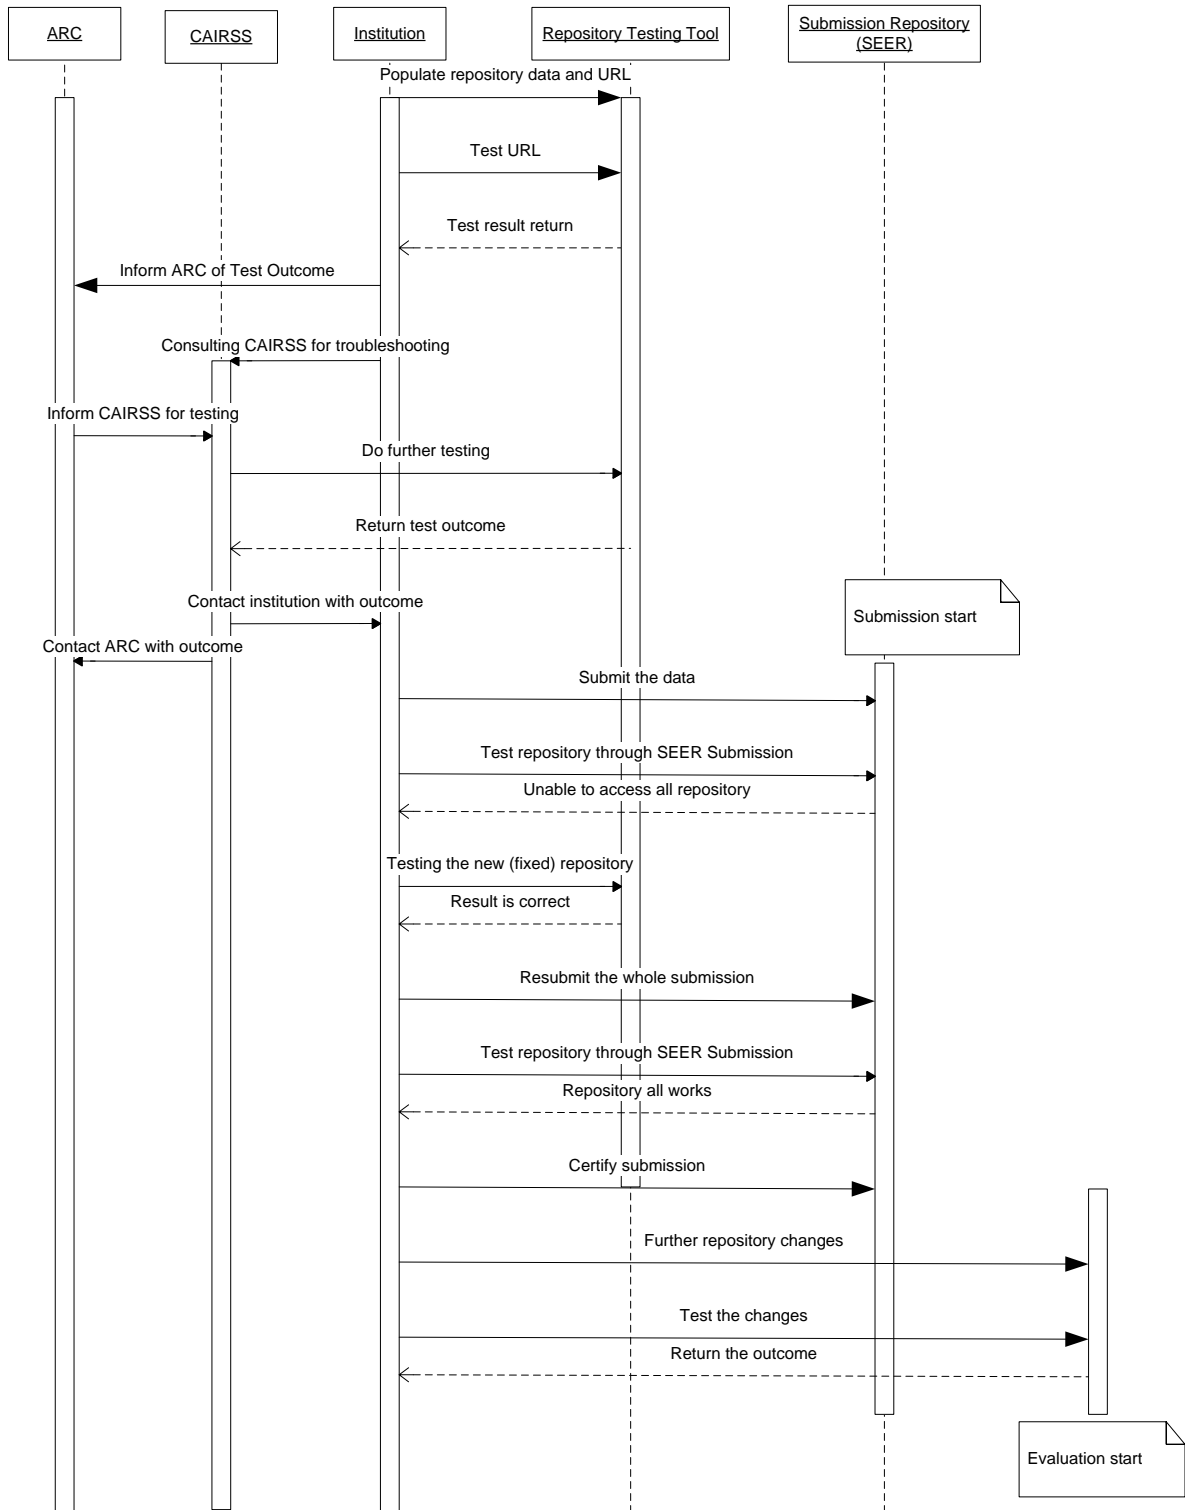 ARC
CAIRSS
Institution
Repository Testing Tool
Submission Repository
(SEER)
Populate repository data and URL
Test URL
Test result return
Inform ARC of Test Outcome
Consulting CAIRSS for troubleshooting
Inform CAIRSS for testing
Do further testing
Return test outcome
Contact institution with outcome
Submission start
Contact ARC with outcome
Submit the data
Test repository through SEER Submission
Unable to access all repository
Testing the new (fixed) repository
Result is correct
Resubmit the whole submission
Test repository through SEER Submission
Repository all works
Certify submission
Further repository changes
Test the changes
Return the outcome
Evaluation start